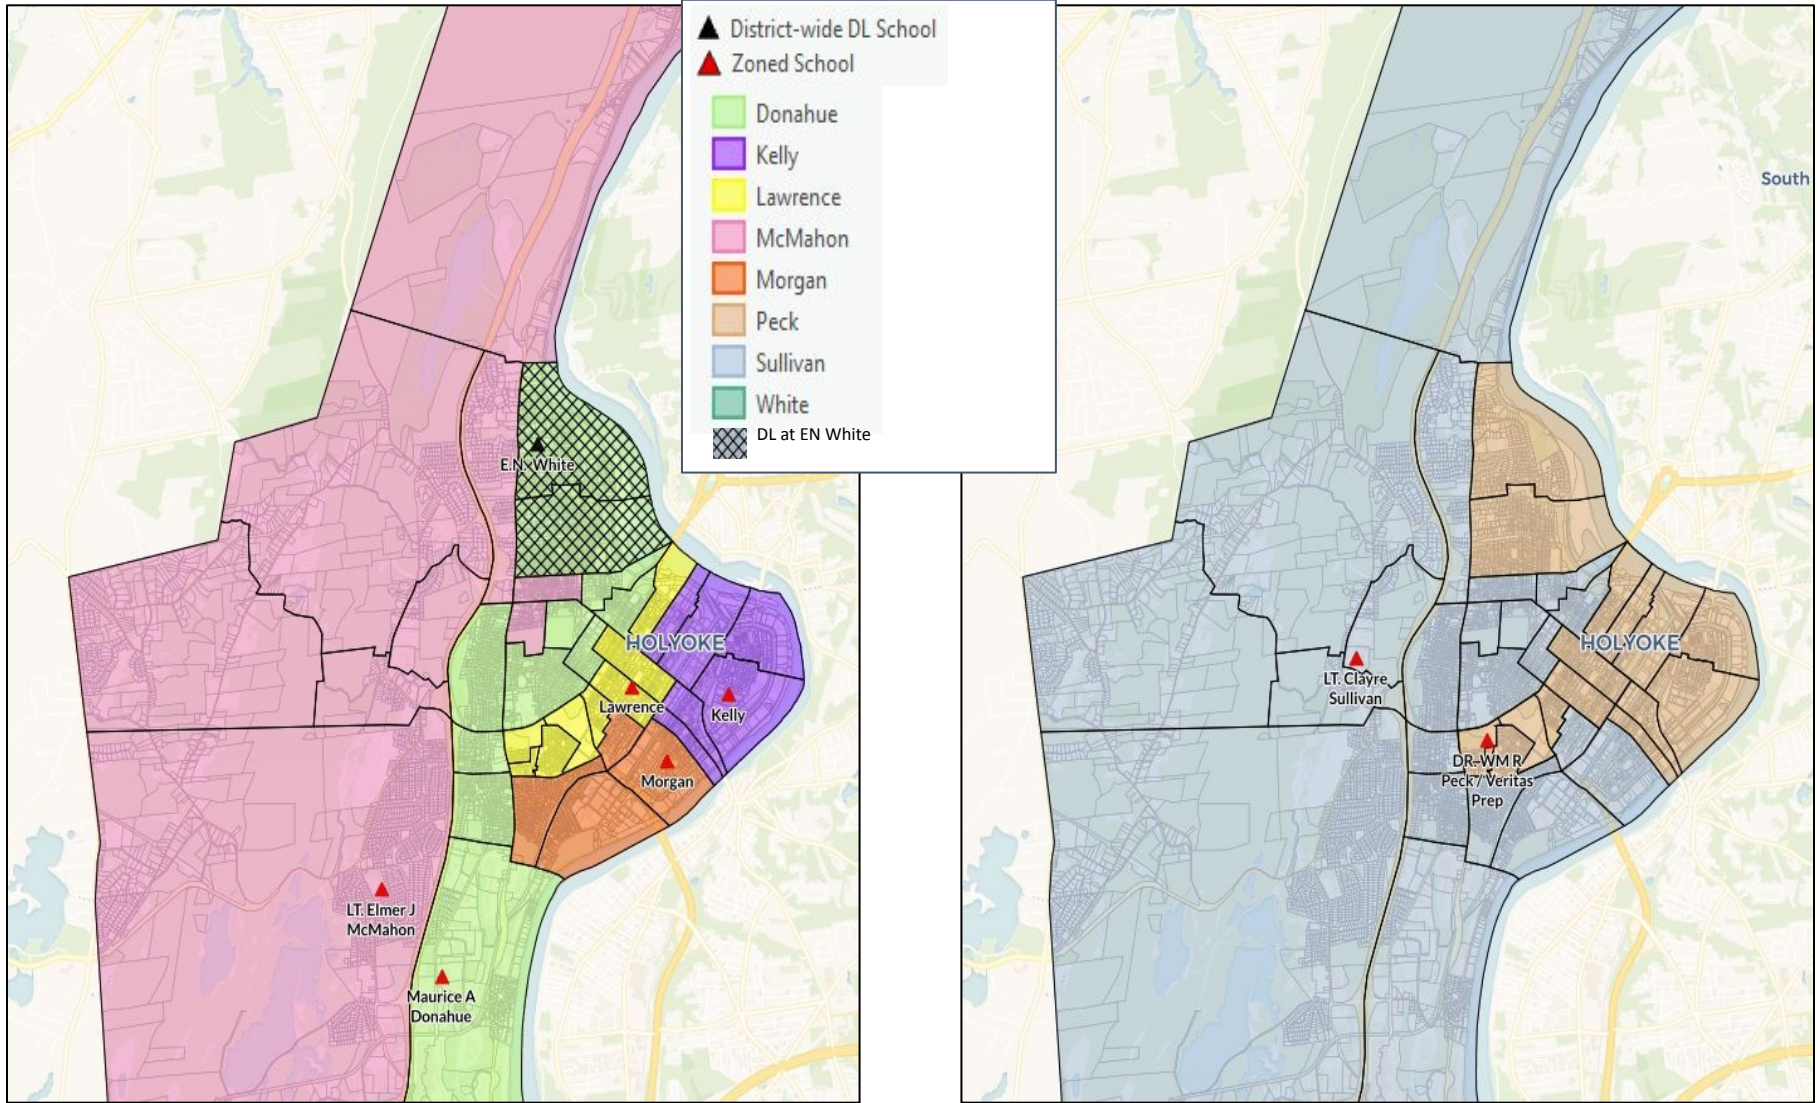 District-wide DL School
Zoned School
Donahue
Kelly
Lawrence
McMahon
Morgan
Peck
Sullivan
White
DL at EN White
E.N. White
HOLYOKE
Lawrence
Kelly
Morgan
LT. Elmer J
McMahon
Maurice A
Donahue
South
HOLYOKE
LT. Clayre
Sullivan
DR. WM R
Peck / Veritas
Prep